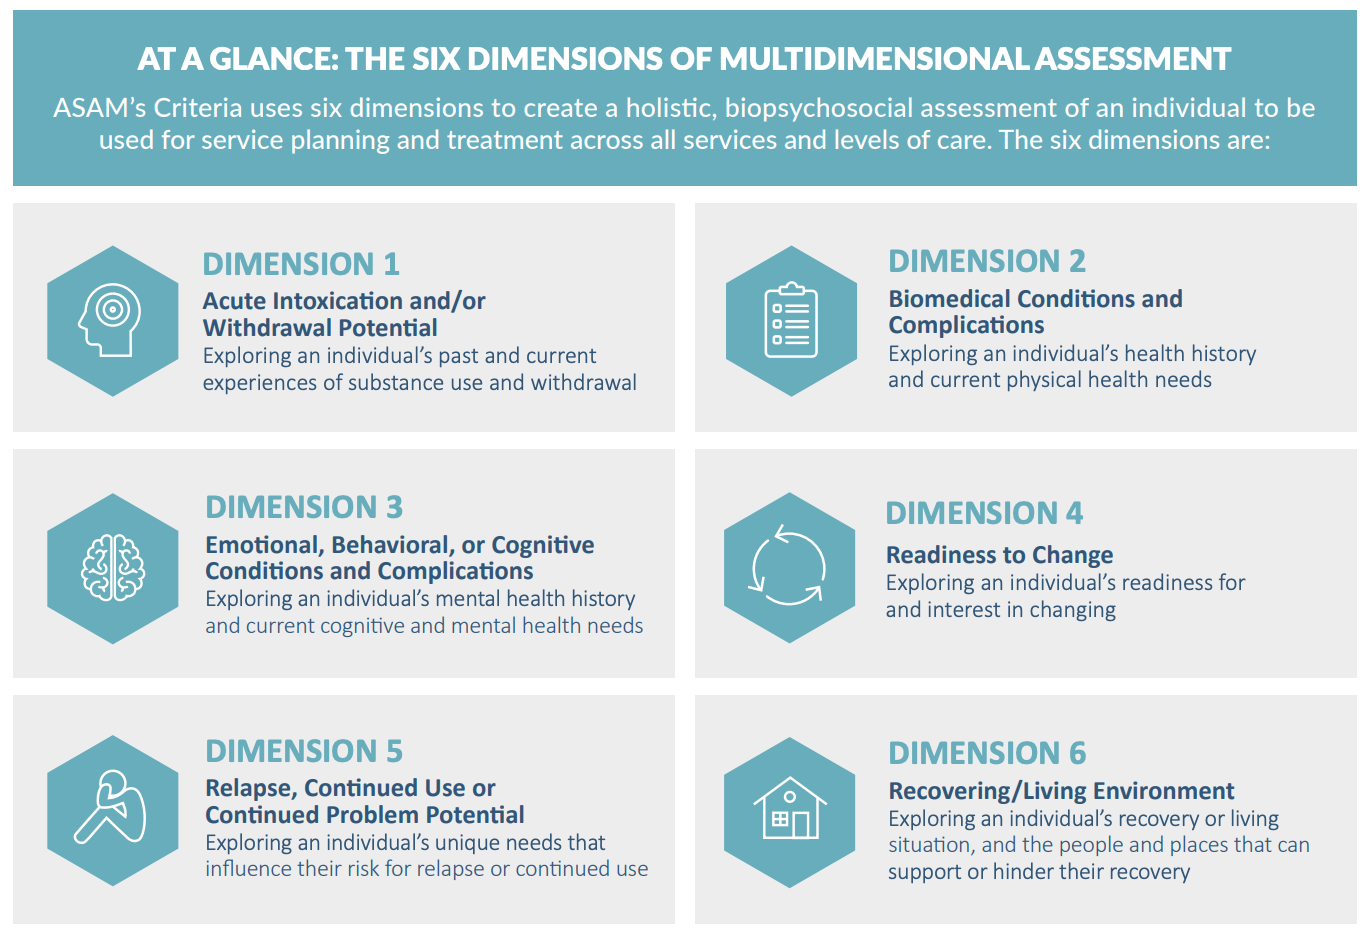 AT A GLANCE: THE SIX DIMENSIONS OF MULTIDIMENSIONAL ASSESSMENT
ASAM's Criteria uses six dimensions to create a holistic, biopsychosocial assessment of an individual to be
used for service planning and treatment across all services and levels of care. The six dimensions are:
DIMENSION 1
Acute Intoxication and/or
Withdrawal Potential
Exploring an individual's past and current
experiences of substance use and withdrawal
DIMENSION 2
Biomedical Conditions and
Complications
Exploring an individual's health history
and current physical health needs
DIMENSION 3
Emotional, Behavioral, or Cognitive
Conditions and Complications
Exploring an individual's mental health history
and current cognitive and mental health needs
DIMENSION 4
Readiness to Change
Exploring an individual's readiness for
and interest in changing
DIMENSION 5
Relapse, Continued Use or
Continued Problem Potential
Exploring an individual's unique needs that
influence their risk for relapse or continued use
DIMENSION 6
Recovering/Living Environment
Exploring an individual's recovery or living
situation, and the people and places that can
support or hinder their recovery